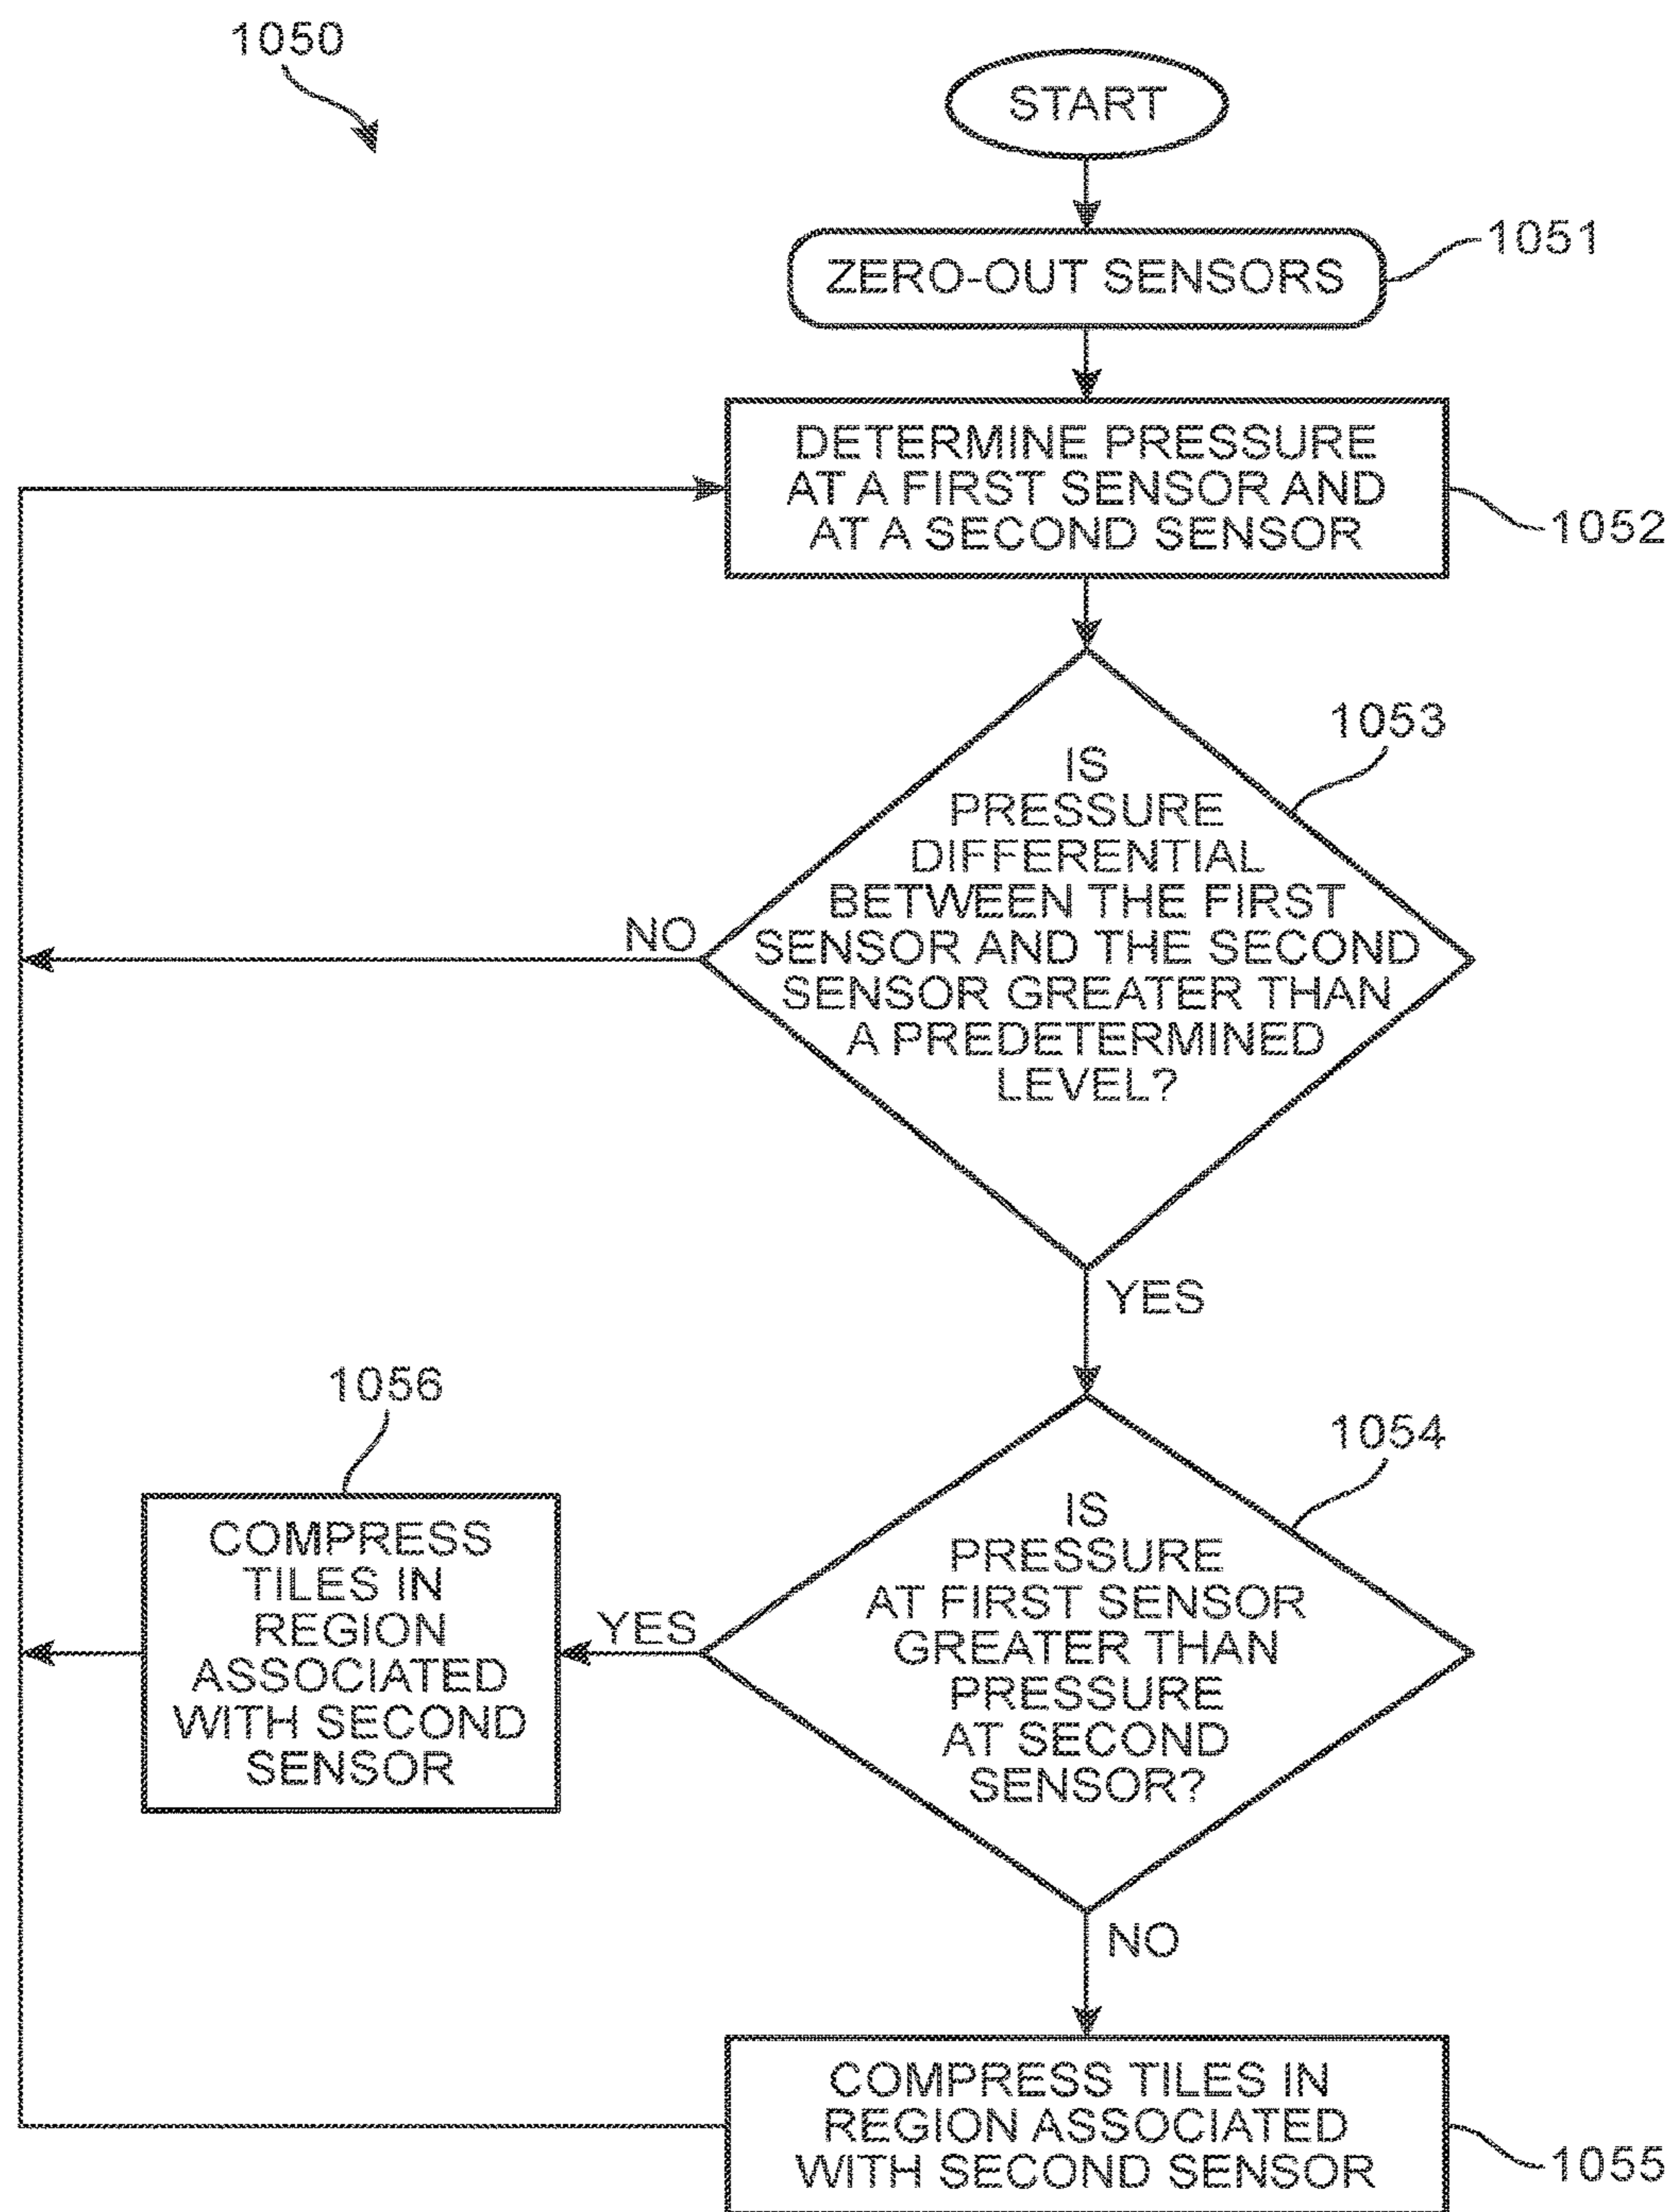 1050
START
1051
ZERO-OUT SENSORS
DETERMINE PRESSURE
AT A FIRST SENSOR AND
AT A SECOND SENSOR
1052
1053
IS
PRESSURE
DIFFERENTIAL
BETWEEN THE FIRST
SENSOR AND THE SECOND
SENSOR GREATER THAN
A PREDETERMINED
LEVEL?
NO
YES
1056
COMPRESS
TILES IN
REGION
ASSOCIATED
WITH SECOND
SENSOR
YES
1054
IS
PRESSURE
AT FIRST SENSOR
GREATER THAN
PRESSURE
AT SECOND
SENSOR?
NO
COMPRESS TILES IN
REGION ASSOCIATED
WITH SECOND SENSOR
1055